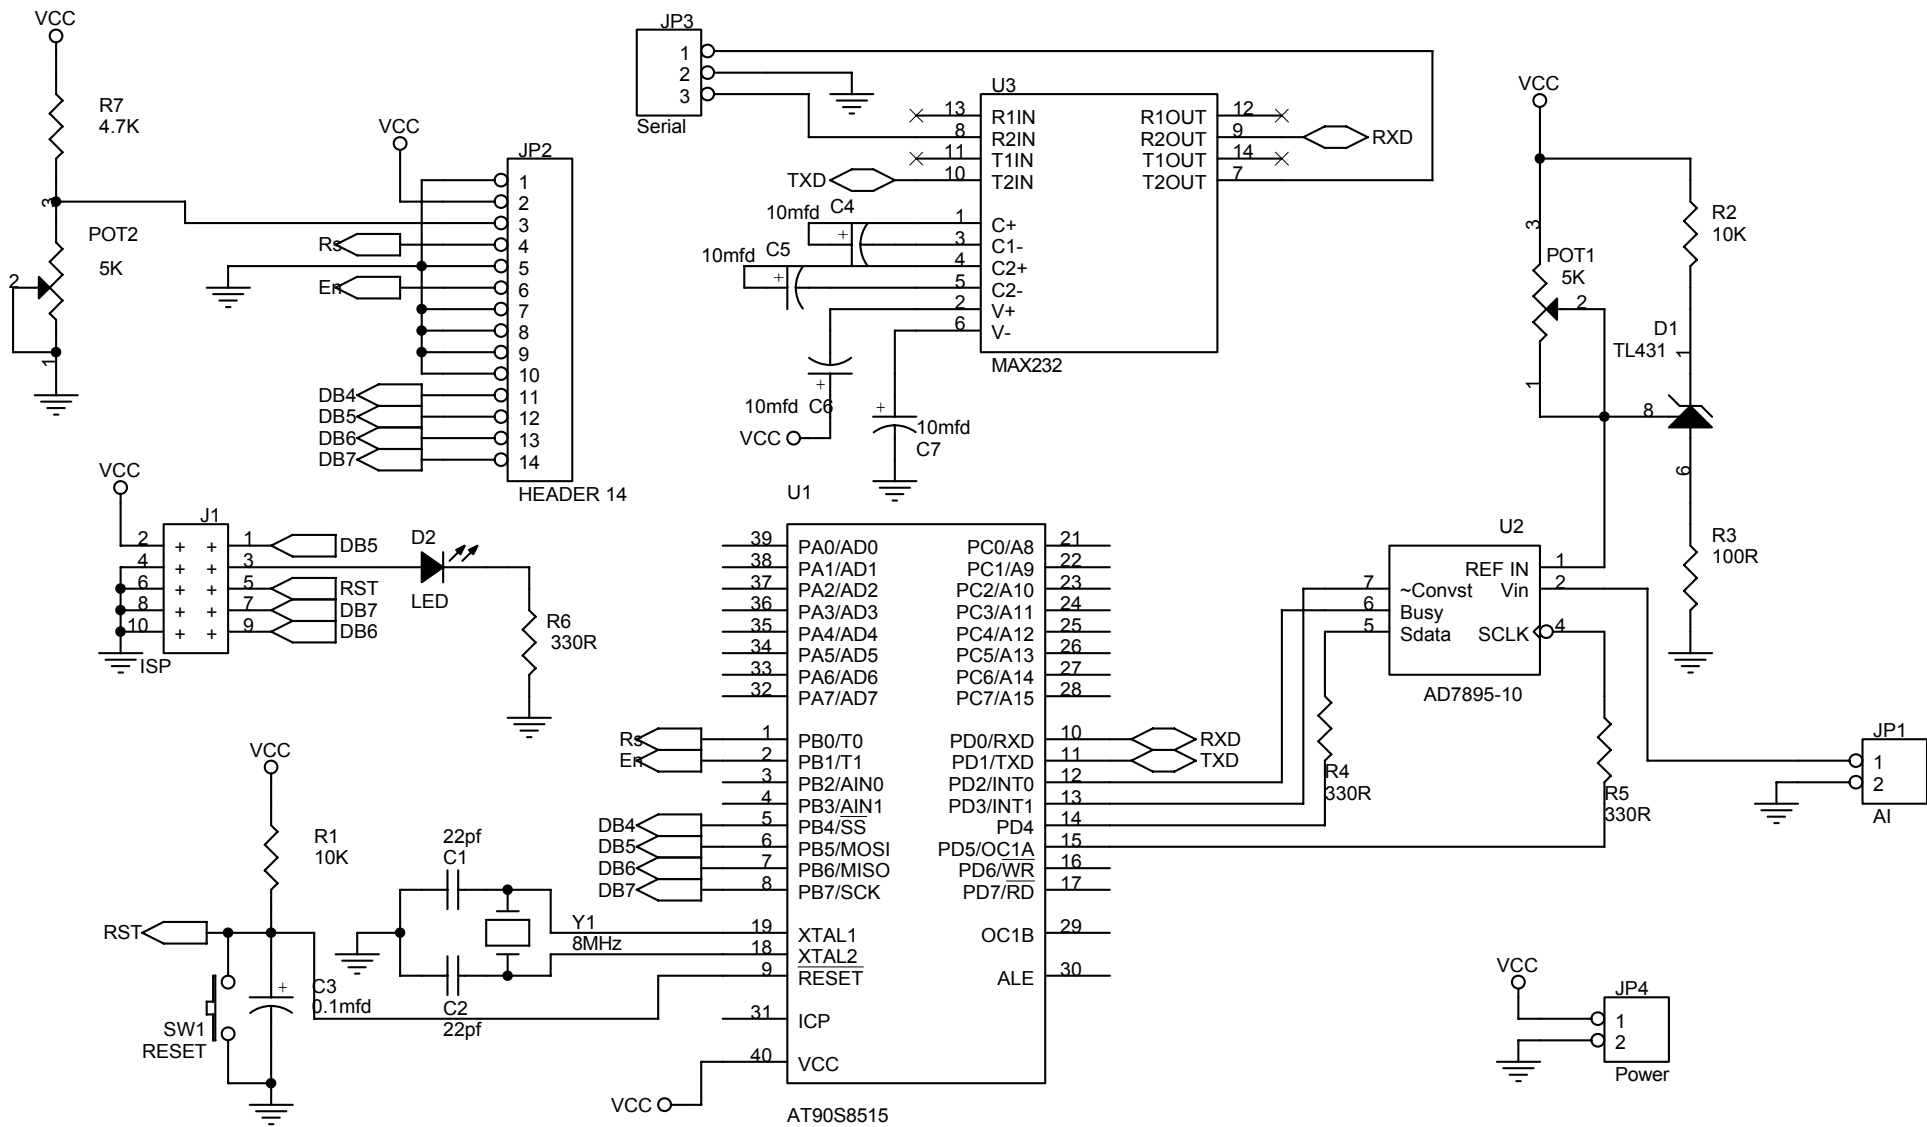 VCC
R7
4.7K
3
POT2
5K
2
1
VCC
JP2
1
2
3
4
5
6
7
8
9
10
11
12
13
14
HEADER 14
Rs
En
DB4
DB5
DB6
DB7
JP3
1
2
3
Serial
U3
13 R1IN
8 R2IN
11 T1IN
10 T2IN
1 C+
3 C1-
4 C2+
5 C2-
2 V+
6 V-
R1OUT 12
R2OUT 9
T1OUT 14
T2OUT 7
MAX232
RXD
TXD
10mfd C4
+
10mfd C5
+
+
10mfd C6
VCC
+
10mfd
C7
VCC
R2
10K
3
POT1
5K
2
1
D1
TL431
1
8
6
R3
100R
VCC
J1
2 + + 1 DB5
4 + + 3
6 + + 5 RST
8 + + 7 DB7
10 + + 9 DB6
ISP
D2
LED
R6
330R
U1
39 PA0/AD0
38 PA1/AD1
37 PA2/AD2
36 PA3/AD3
35 PA4/AD4
34 PA5/AD5
33 PA6/AD6
32 PA7/AD7
Rs 1 PB0/T0
En 2 PB1/T1
3 PB2/AIN0
4 PB3/AIN1
DB4 5 PB4/SS
DB5 6 PB5/MOSI
DB6 7 PB6/MISO
DB7 8 PB7/SCK
19 XTAL1
18 XTAL2
9 RESET
31 ICP
40 VCC
VCC
PC0/A8 21
PC1/A9 22
PC2/A10 23
PC3/A11 24
PC4/A12 25
PC5/A13 26
PC6/A14 27
PC7/A15 28
PD0/RXD 10 RXD
PD1/TXD 11 TXD
PD2/INT0 12
PD3/INT1 13
PD4 14
PD5/OC1A 15
PD6/WR 16
PD7/RD 17
OC1B 29
ALE 30
AT90S8515
U2
REF IN 1
7 ~Convst Vin 2
6 Busy
5 Sdata SCLK 4
AD7895-10
R4
330R
R5
330R
JP1
1
2
AI
VCC
R1
10K
RST
+
C3
0.1mfd
SW1
RESET
22pf
C1
Y1
8MHz
C2
22pf
VCC
JP4
1
2
Power